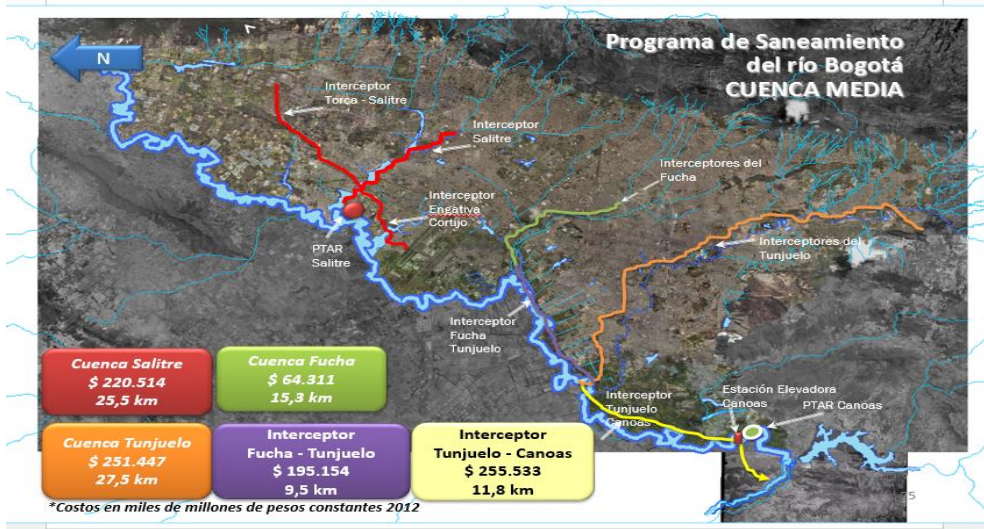 N
Programa de Saneamiento
del río Bogotá
CUENCA MEDIA
Interceptor
Torca - Salitre
Interceptor
Salitre
Interceptores del
Fucha
Interceptor
Engativa
Cortijo
PTAR
Salitre
Interceptores del
Tunjuelo
Interceptor
Fucha
Tunjuelo
Interceptor
Tunjuelo
Canoas
Estación Elevadora
Canoas
PTAR Canoas
Cuenca Salitre
$ 220.514
25,5 km
Cuenca Fucha
$ 64.311
15,3 km
Cuenca Tunjuelo
$ 251.447
27,5 km
Interceptor
Fucha - Tunjuelo
$ 195.154
9,5 km
Interceptor
Tunjuelo - Canoas
$ 255.533
11,8 km
*Costos en miles de millones de pesos constantes 2012